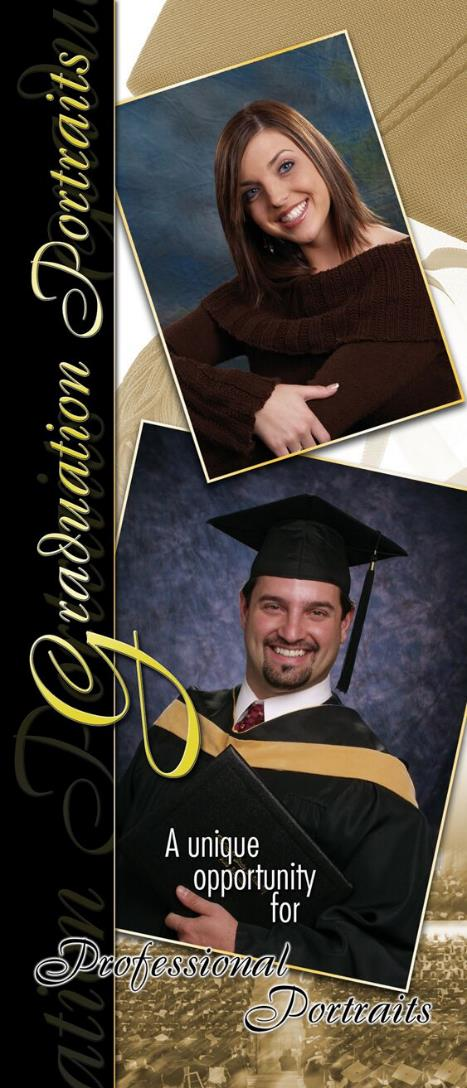 Graduation Portraits
A unique
opportunity
for
Professional
Portraits